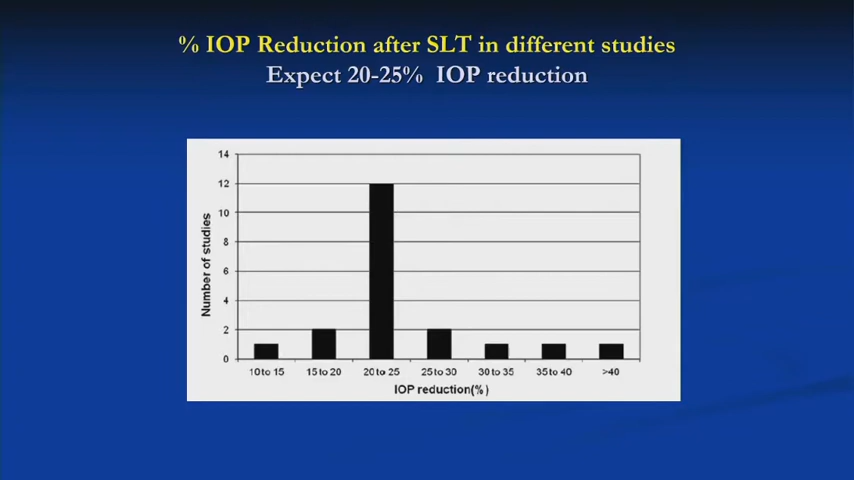 % IOP Reduction after SLT in different studies
Expect 20-25% IOP reduction
14
12
10
8
6
4
2
0
Number of studies
10 to 15 15 to 20 20 to 25 25 to 30 30 to 35 35 to 40 >40
IOP reduction(%)